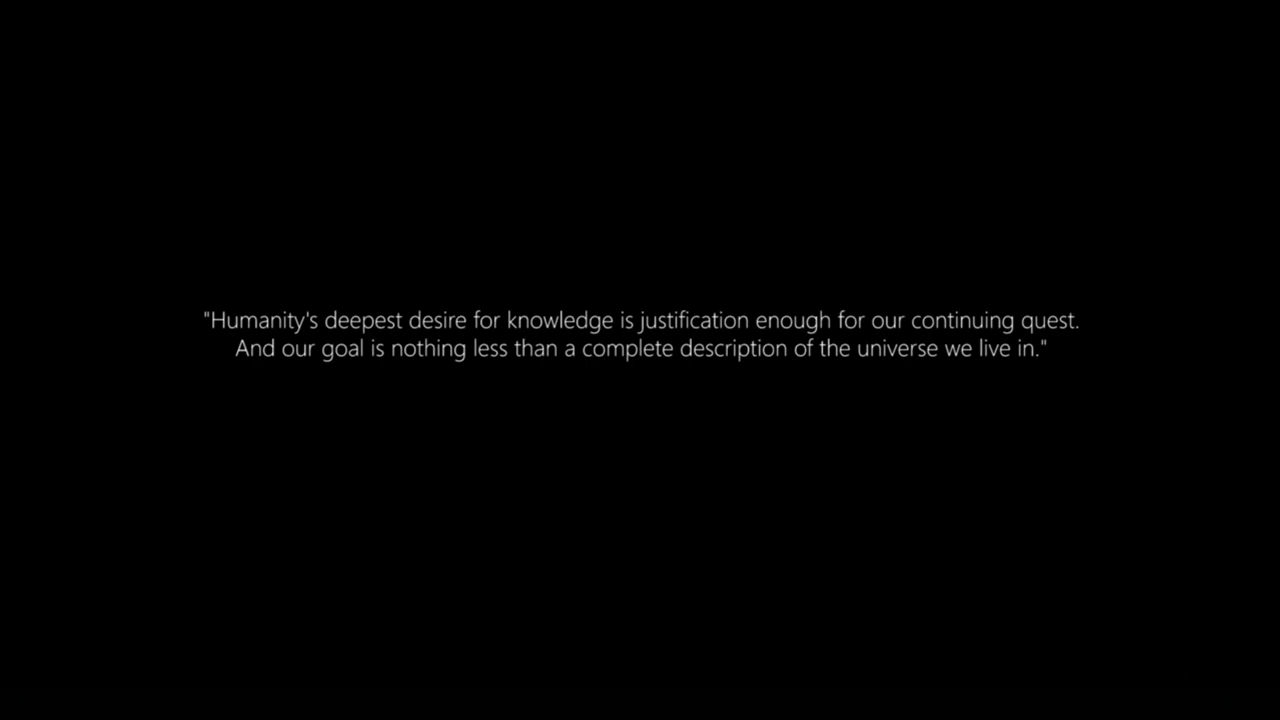 "Humanity's deepest desire for knowledge is justification enough for our continuing quest.
And our goal is nothing less than a complete description of the universe we live in."